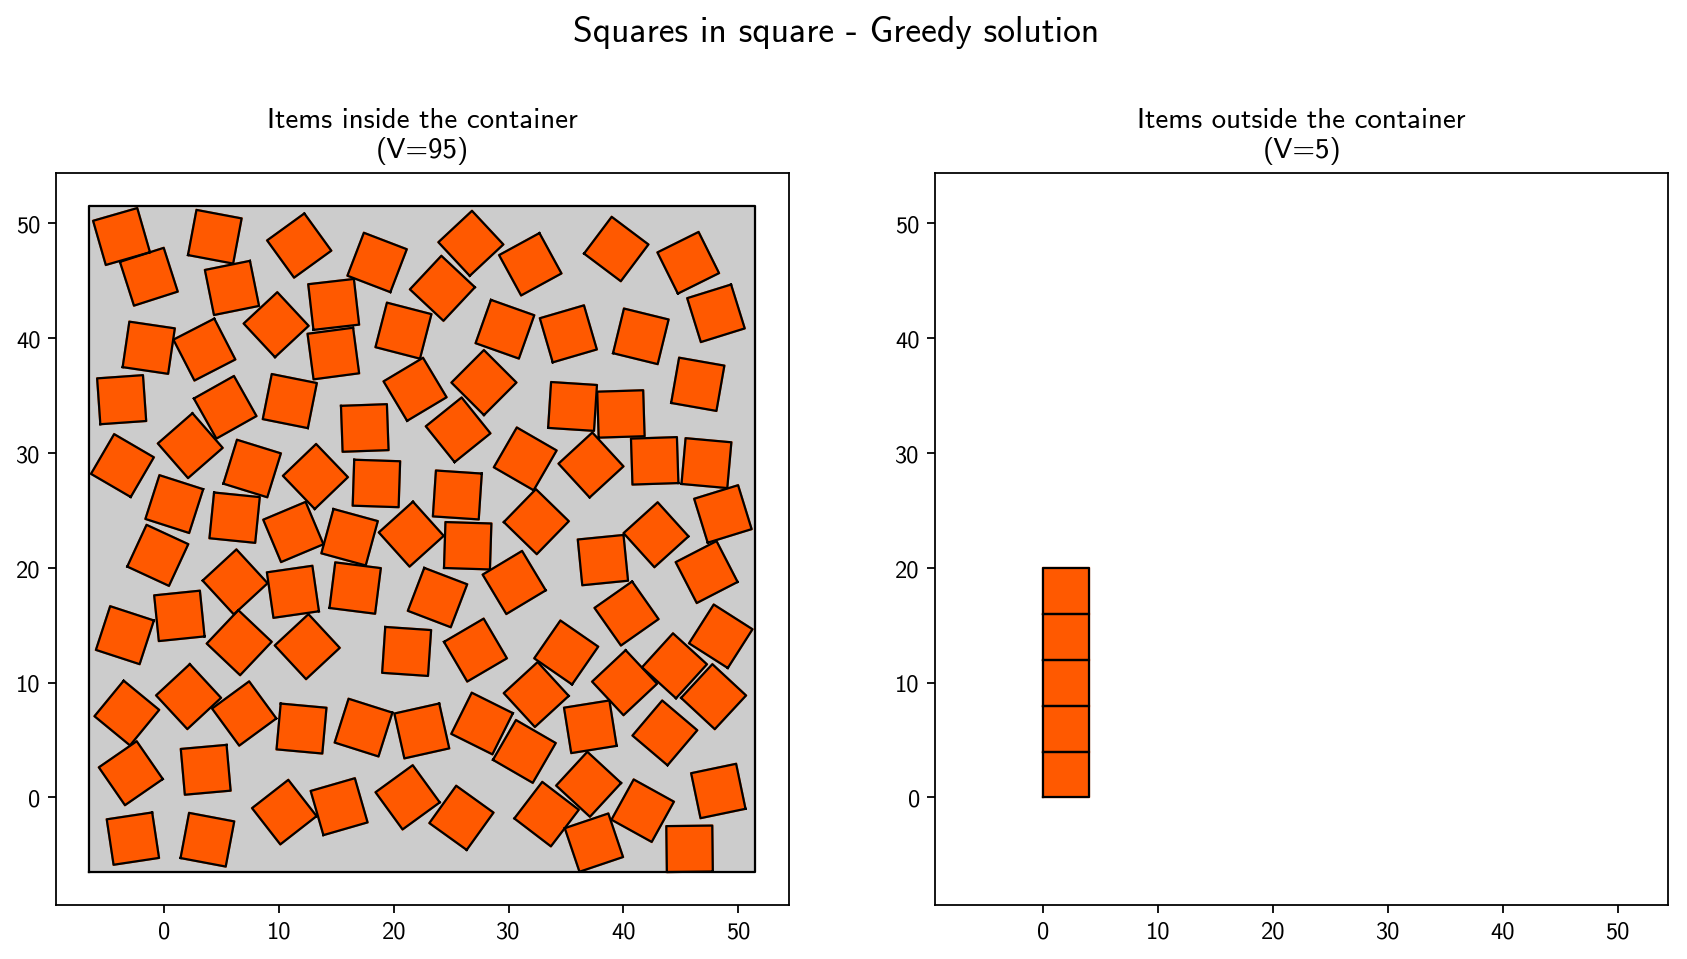 Squares in square - Greedy solution
Items inside the container
(V=95)
Items outside the container
(V=5)
50
40
30
20
10
0
0 10 20 30 40 50
50
40
30
20
10
0
0 10 20 30 40 50